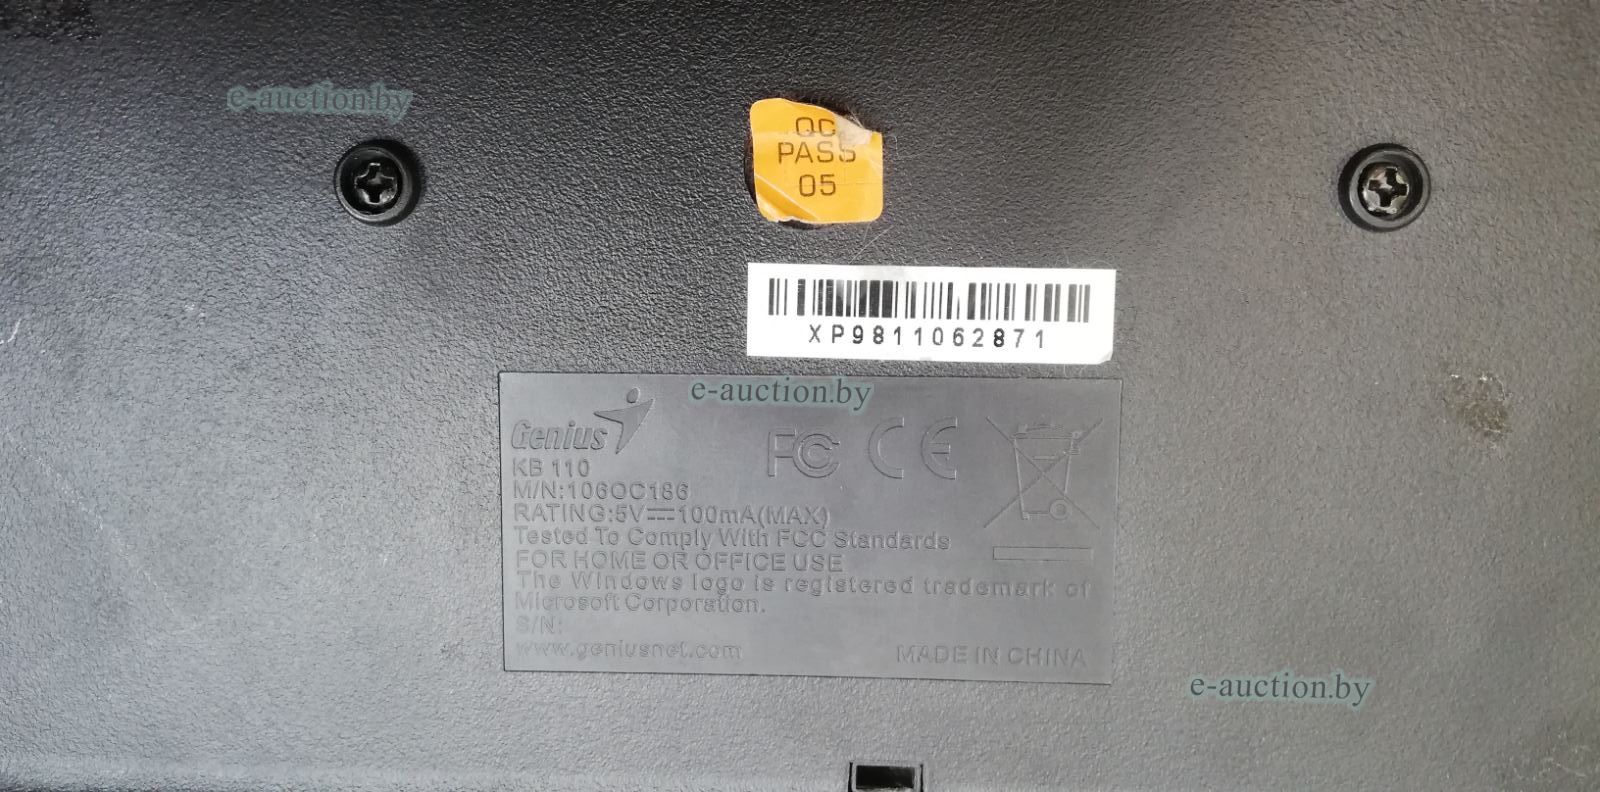 e-auction.by
QC
PASS
05
XP9811062871
e-auction.by
Genius
KB 110
M/N:106OC186
RATING:5V⎓100mA(MAX)
Tested To Comply With FCC Standards
FOR HOME OR OFFICE USE
The Windows logo is registered trademark of
Microsoft Corporation.
S/N:
www.geniusnet.com
MADE IN CHINA
FC CE
e-auction.by